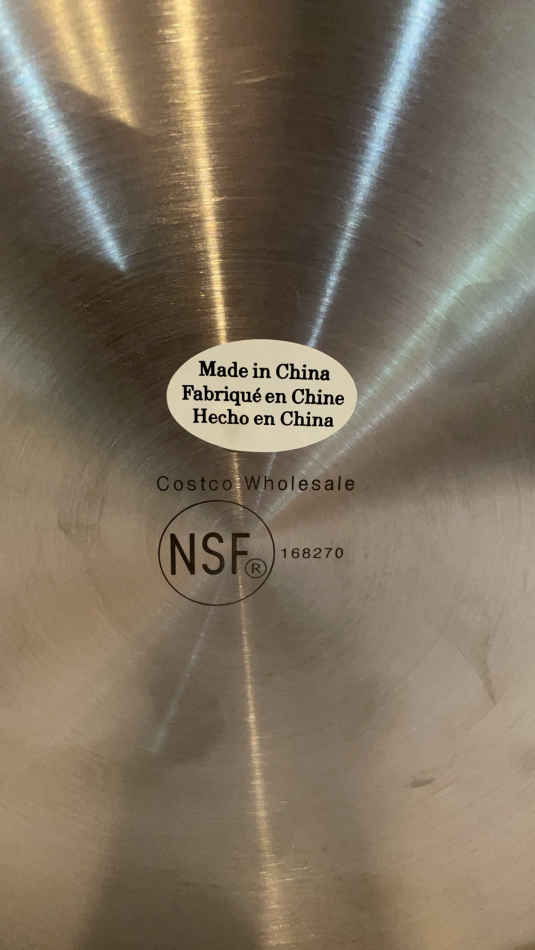 Made in China
Fabriqué en Chine
Hecho en China
Costco Wholesale
NSF® 168270